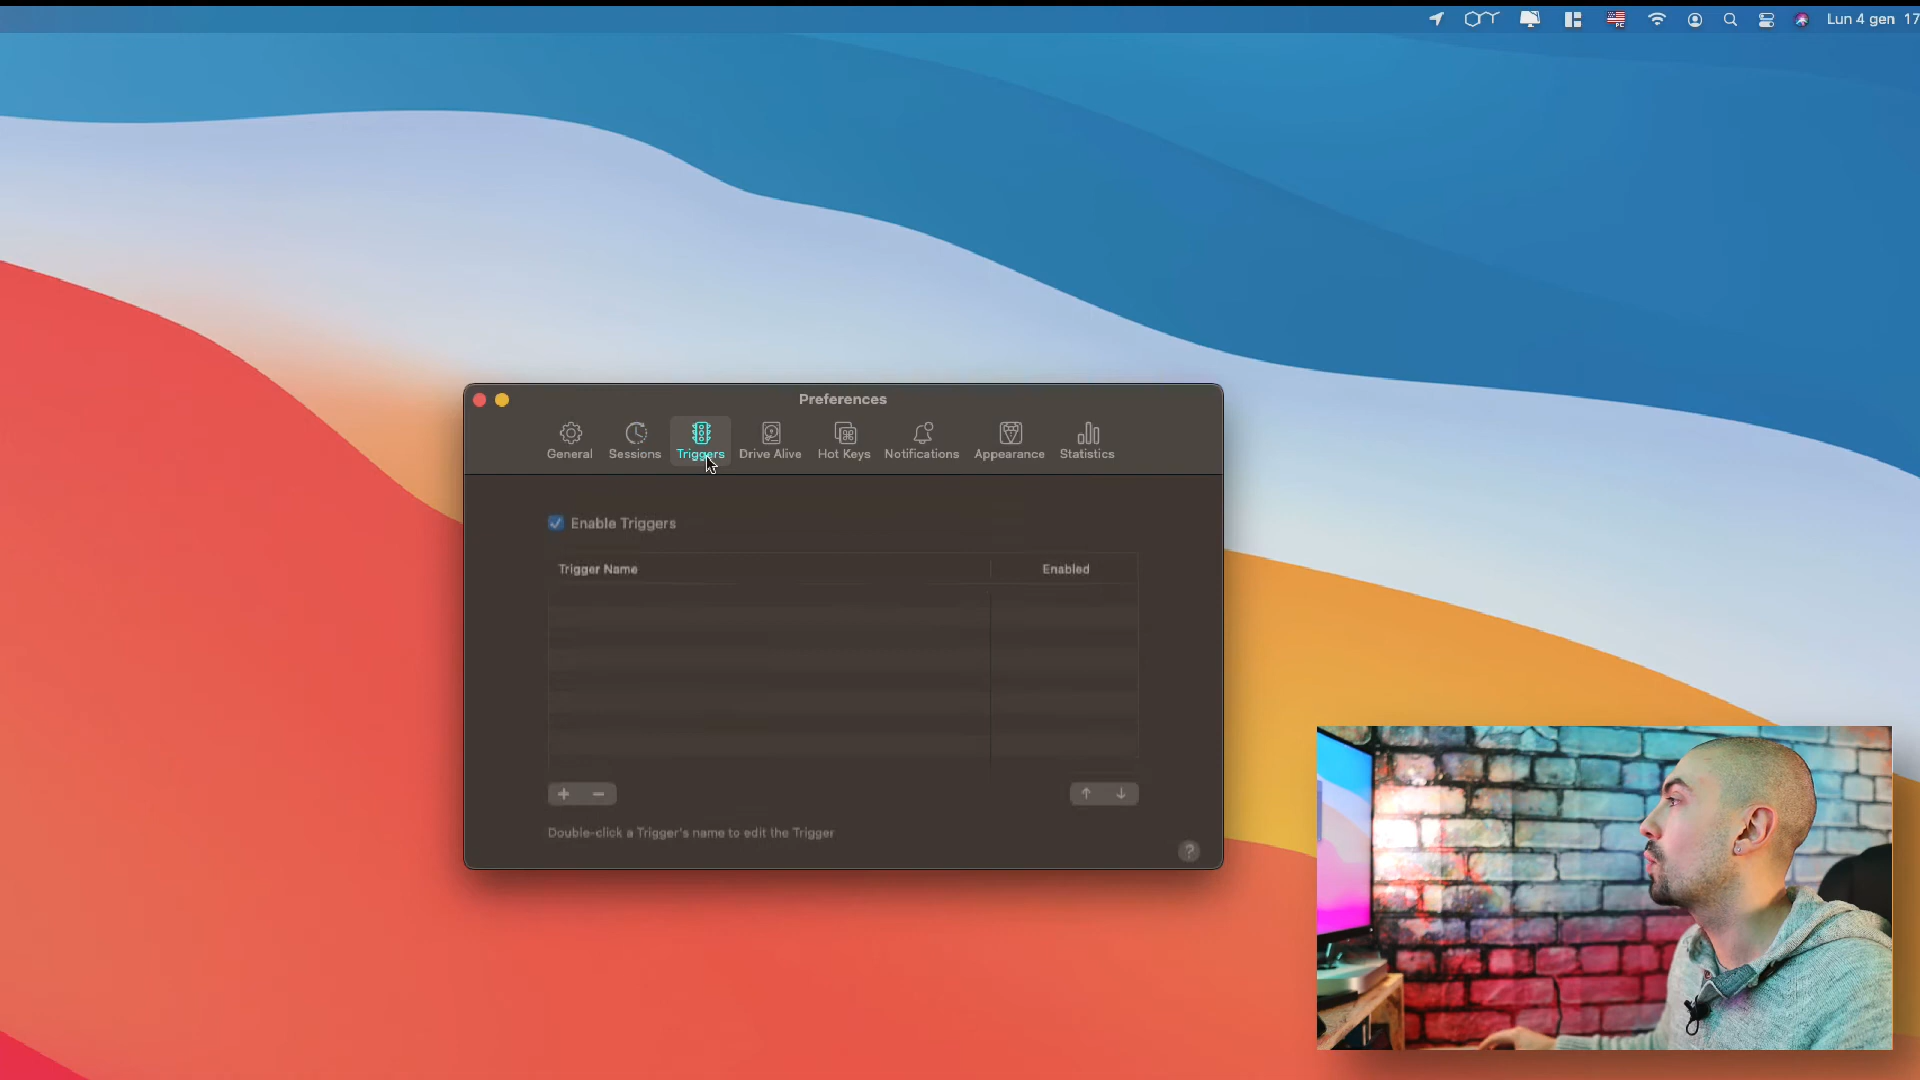 Lun 4 gen 17
Preferences
General Sessions Triggers Drive Alive Hot Keys Notifications Appearance Statistics
Enable Triggers
Trigger Name Enabled
Double-click a Trigger's name to edit the Trigger
?